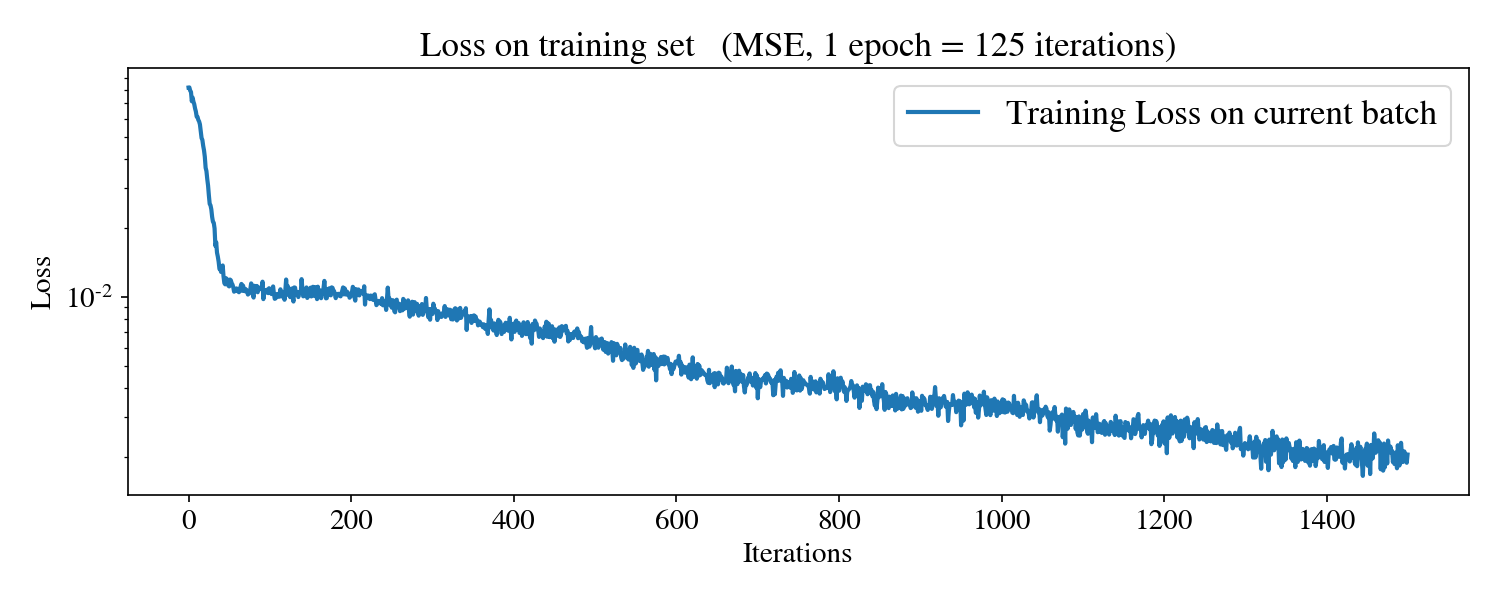 Loss on training set (MSE, 1 epoch = 125 iterations)
Training Loss on current batch
Loss
10-2
0 200 400 600 800 1000 1200 1400
Iterations